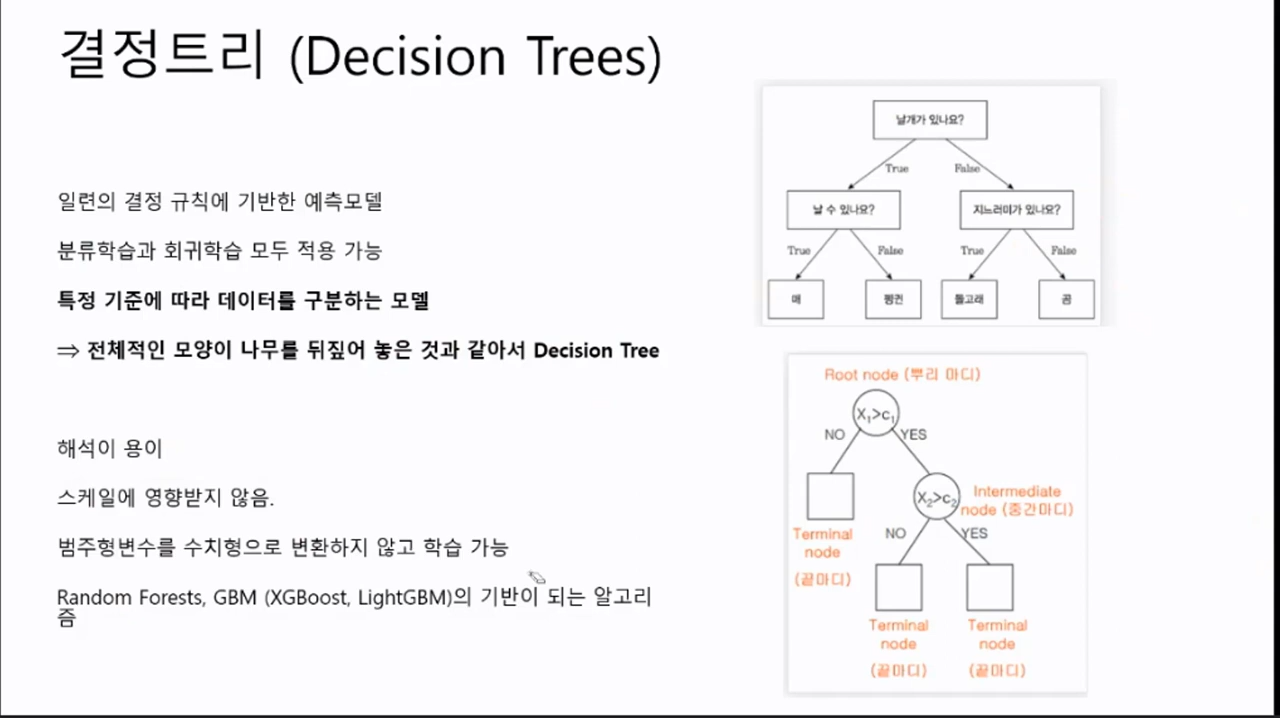 결정트리 (Decision Trees)
일련의 결정 규칙에 기반한 예측모델
분류학습과 회귀학습 모두 적용 가능
특정 기준에 따라 데이터를 구분하는 모델
⇒ 전체적인 모양이 나무를 뒤짚어 놓은 것과 같아서 Decision Tree
해석이 용이
스케일에 영향받지 않음.
범주형변수를 수치형으로 변환하지 않고 학습 가능
Random Forests, GBM (XGBoost, LightGBM)의 기반이 되는 알고리
즘
날개가 있나요?
True False
날 수 있나요? 지느러미가 있나요?
True False True False
매 펭귄 돌고래 곰
Root node (뿌리 마디)
X₁>c₁
NO YES
X₂>c₂
Intermediate
node (중간마디)
Terminal
node
(끝마디)
NO YES
Terminal
node
(끝마디)
Terminal
node
(끝마디)